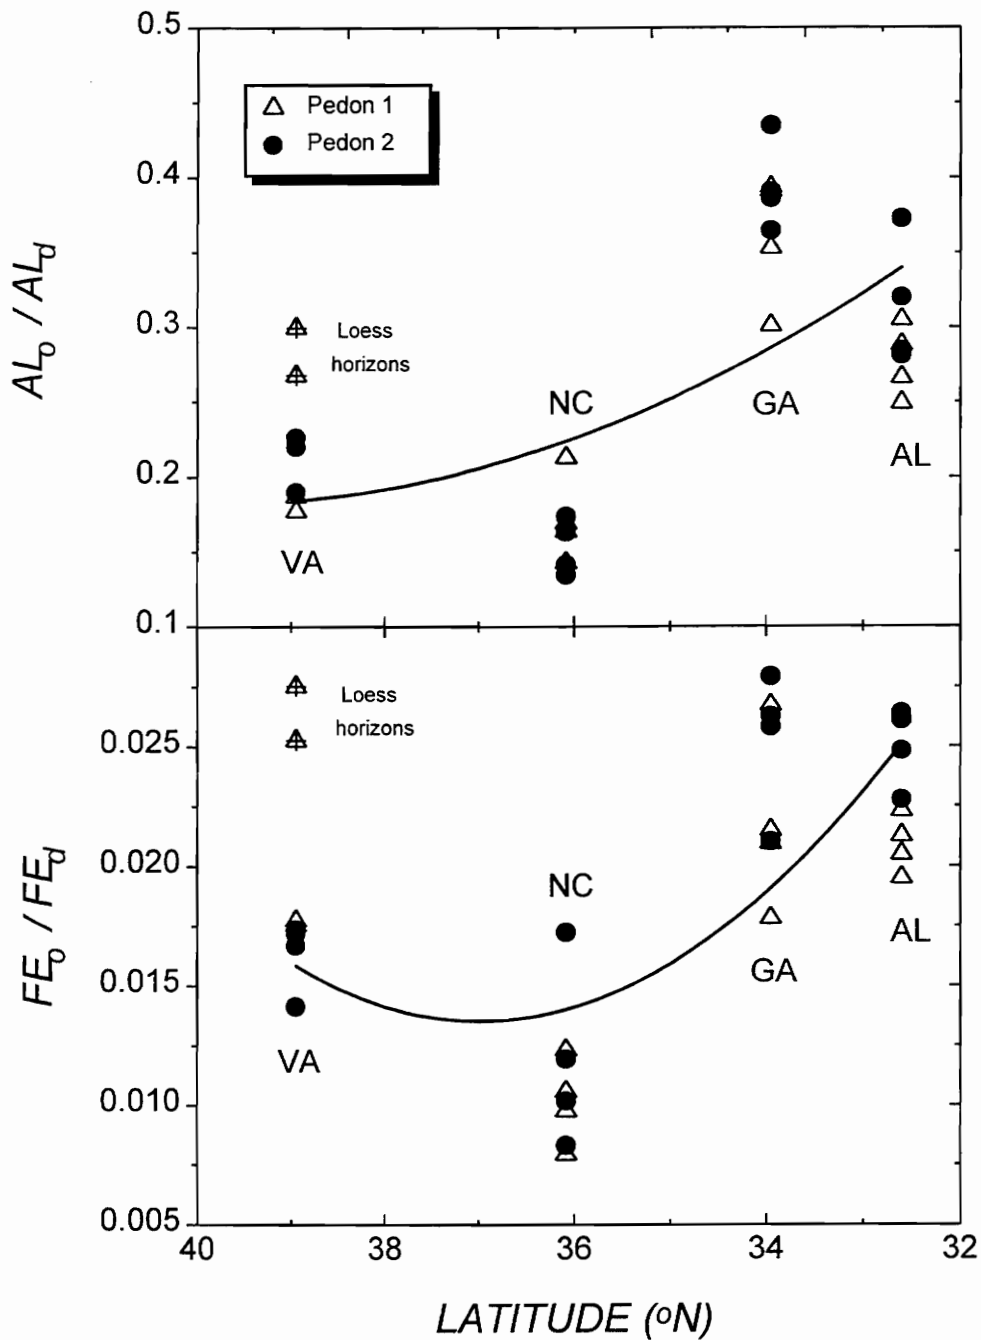 0.5
Pedon 1
Pedon 2
0.4
AL_o / AL_d
0.3
Loess
horizons
NC
GA
AL
0.2
VA
0.1
Loess
horizons
0.025
FE_o / FE_d
0.020
NC
AL
GA
0.015
VA
0.010
0.005
40 38 36 34 32
LATITUDE (ºN)